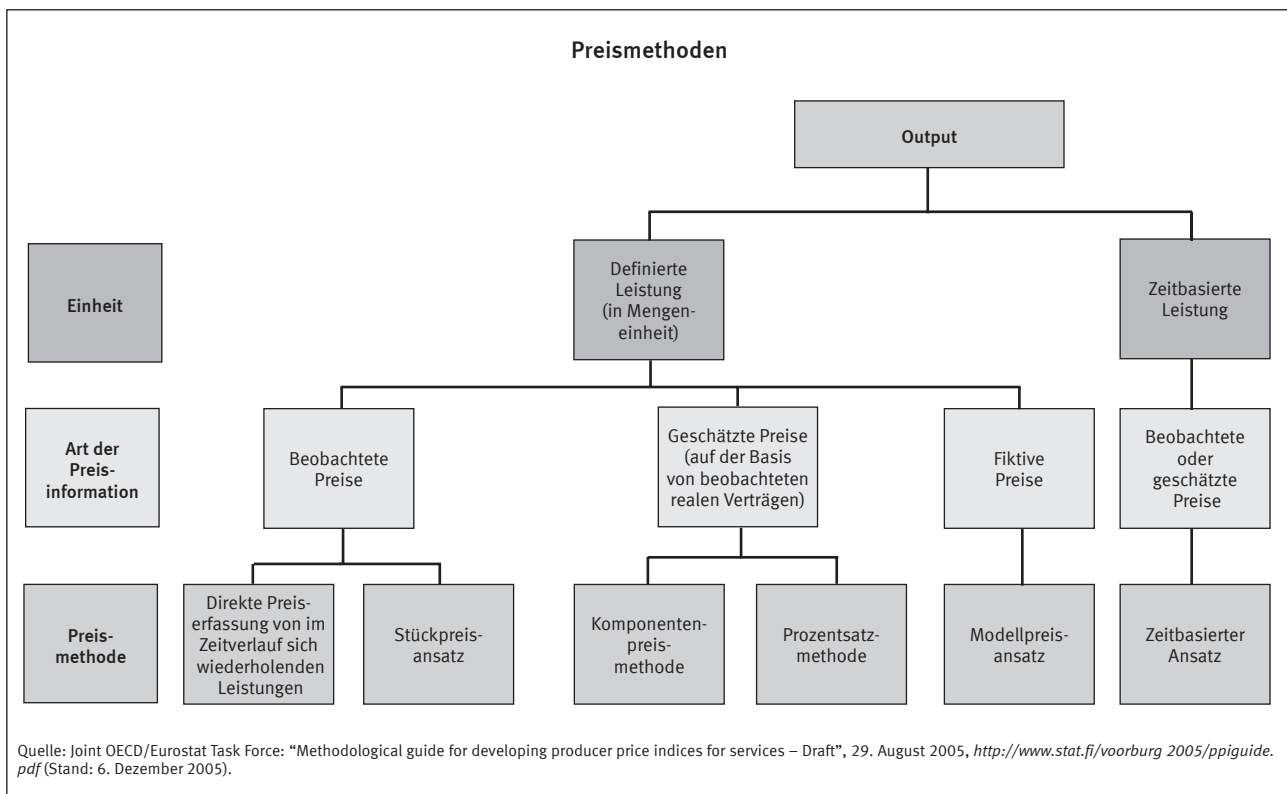 Preismethoden
Output
Einheit
Definierte
Leistung
(in Mengen-
einheit)
Zeitbasierte
Leistung
Art der
Preis-
information
Beobachtete
Preise
Geschätzte Preise
(auf der Basis
von beobachteten
realen Verträgen)
Fiktive
Preise
Beobachtete
oder
geschätzte
Preise
Preis-
methode
Direkte Preis-
erfassung von im
Zeitverlauf sich
wiederholenden
Leistungen
Stückpreis-
ansatz
Komponenten-
preis-
methode
Prozentsatz-
methode
Modellpreis-
ansatz
Zeitbasierter
Ansatz
Quelle: Joint OECD/Eurostat Task Force: “Methodological guide for developing producer price indices for services – Draft”, 29. August 2005, http://www.stat.fi/voorburg 2005/ppiguide.
pdf (Stand: 6. Dezember 2005).